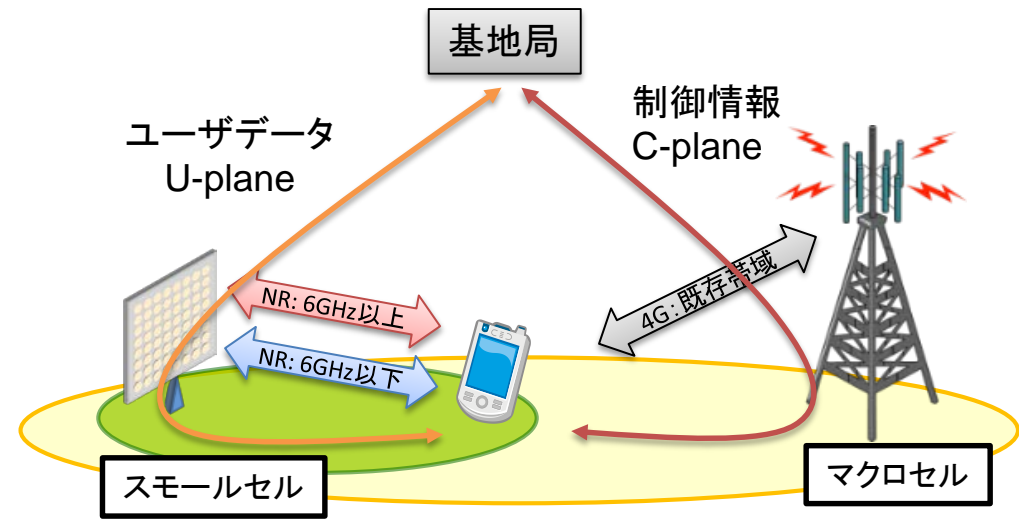 基地局
ユーザデータ
U-plane
制御情報
C-plane
NR: 6GHz以上
NR: 6GHz以下
4G：既存帯域
スモールセル
マクロセル